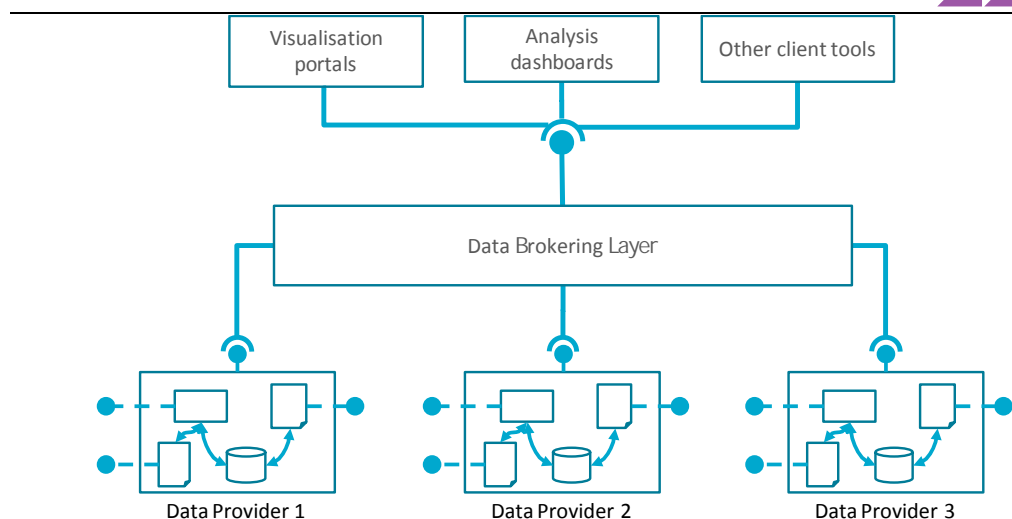 Visualisation
portals
Analysis
dashboards
Other client tools
Data Brokering Layer
Data Provider 1
Data Provider 2
Data Provider 3